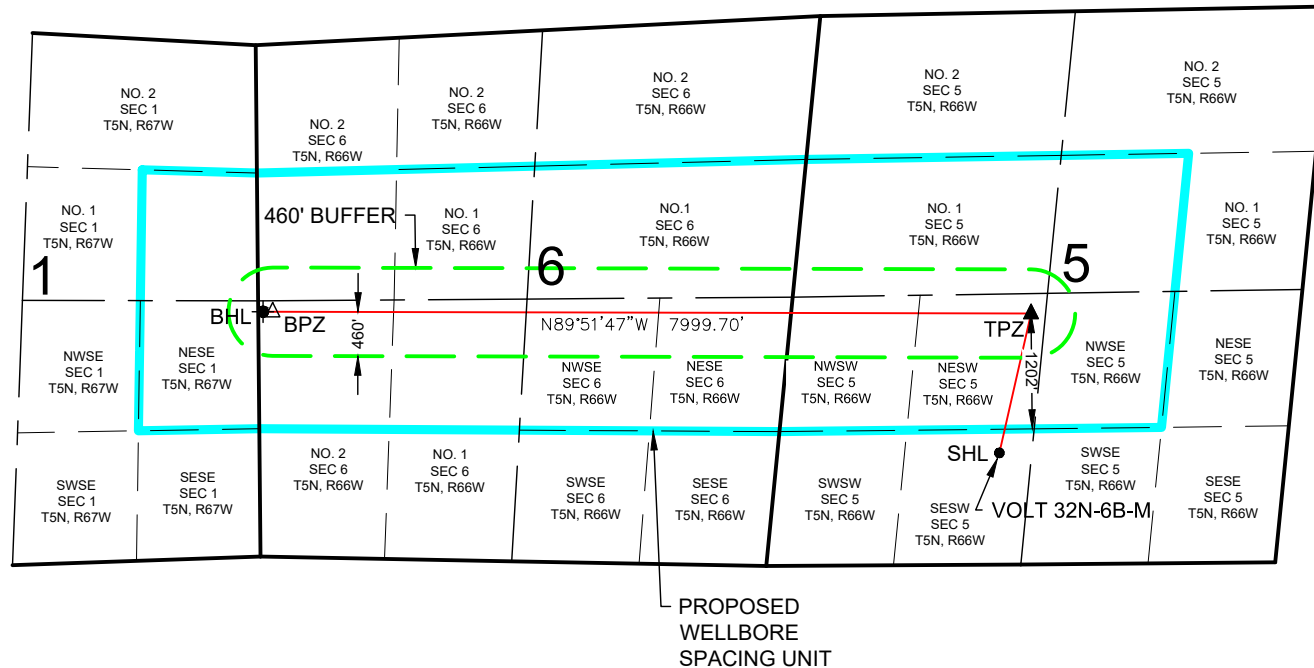 NO. 2
SEC 1
T5N, R67W
NO. 2
SEC 6
T5N, R66W
NO. 2
SEC 6
T5N, R66W
NO. 2
SEC 6
T5N, R66W
NO. 2
SEC 5
T5N, R66W
NO. 2
SEC 5
T5N, R66W
NO. 1
SEC 1
T5N, R67W
460' BUFFER
NO. 1
SEC 6
T5N, R66W
NO.1
SEC 6
T5N, R66W
NO. 1
SEC 5
T5N, R66W
NO. 1
SEC 5
T5N, R66W
1
6
5
BHL
BPZ
460'
N89°51'47"W 7999.70'
TPZ
1202'
NWSE
SEC 1
T5N, R67W
NESE
SEC 1
T5N, R67W
NWSE
SEC 6
T5N, R66W
NESE
SEC 6
T5N, R66W
NWSW
SEC 5
T5N, R66W
NESW
SEC 5
T5N, R66W
NWSE
SEC 5
T5N, R66W
NESE
SEC 5
T5N, R66W
SWSE
SEC 1
T5N, R67W
SESE
SEC 1
T5N, R67W
NO. 2
SEC 6
T5N, R66W
NO. 1
SEC 6
T5N, R66W
SWSE
SEC 6
T5N, R66W
SESE
SEC 6
T5N, R66W
SWSW
SEC 5
T5N, R66W
SHL
SESW
SEC 5
T5N, R66W
VOLT 32N-6B-M
SWSE
SEC 5
T5N, R66W
SESE
SEC 5
T5N, R66W
PROPOSED
WELLBORE
SPACING UNIT